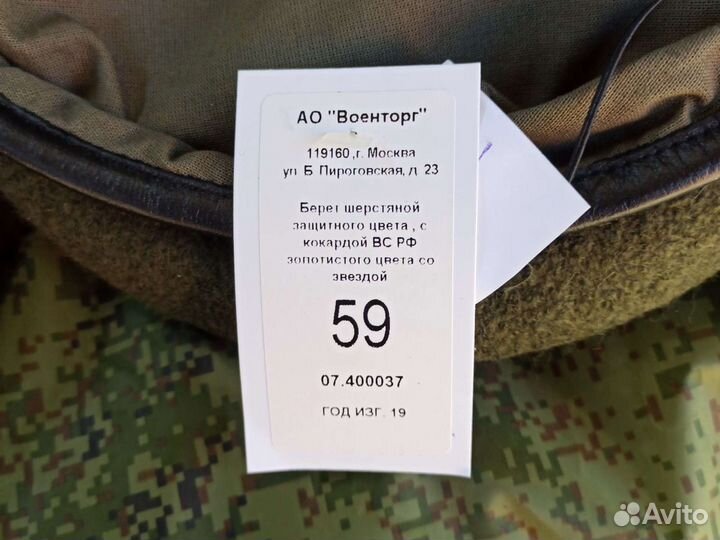 АО "Военторг"
119160 ,г. Москва
ул. Б. Пироговская, д. 23
Берет шерстяной
защитного цвета , с
кокардой ВС РФ
золотистого цвета со
звездой
59
07.400037
ГОД ИЗГ. 19
Avito